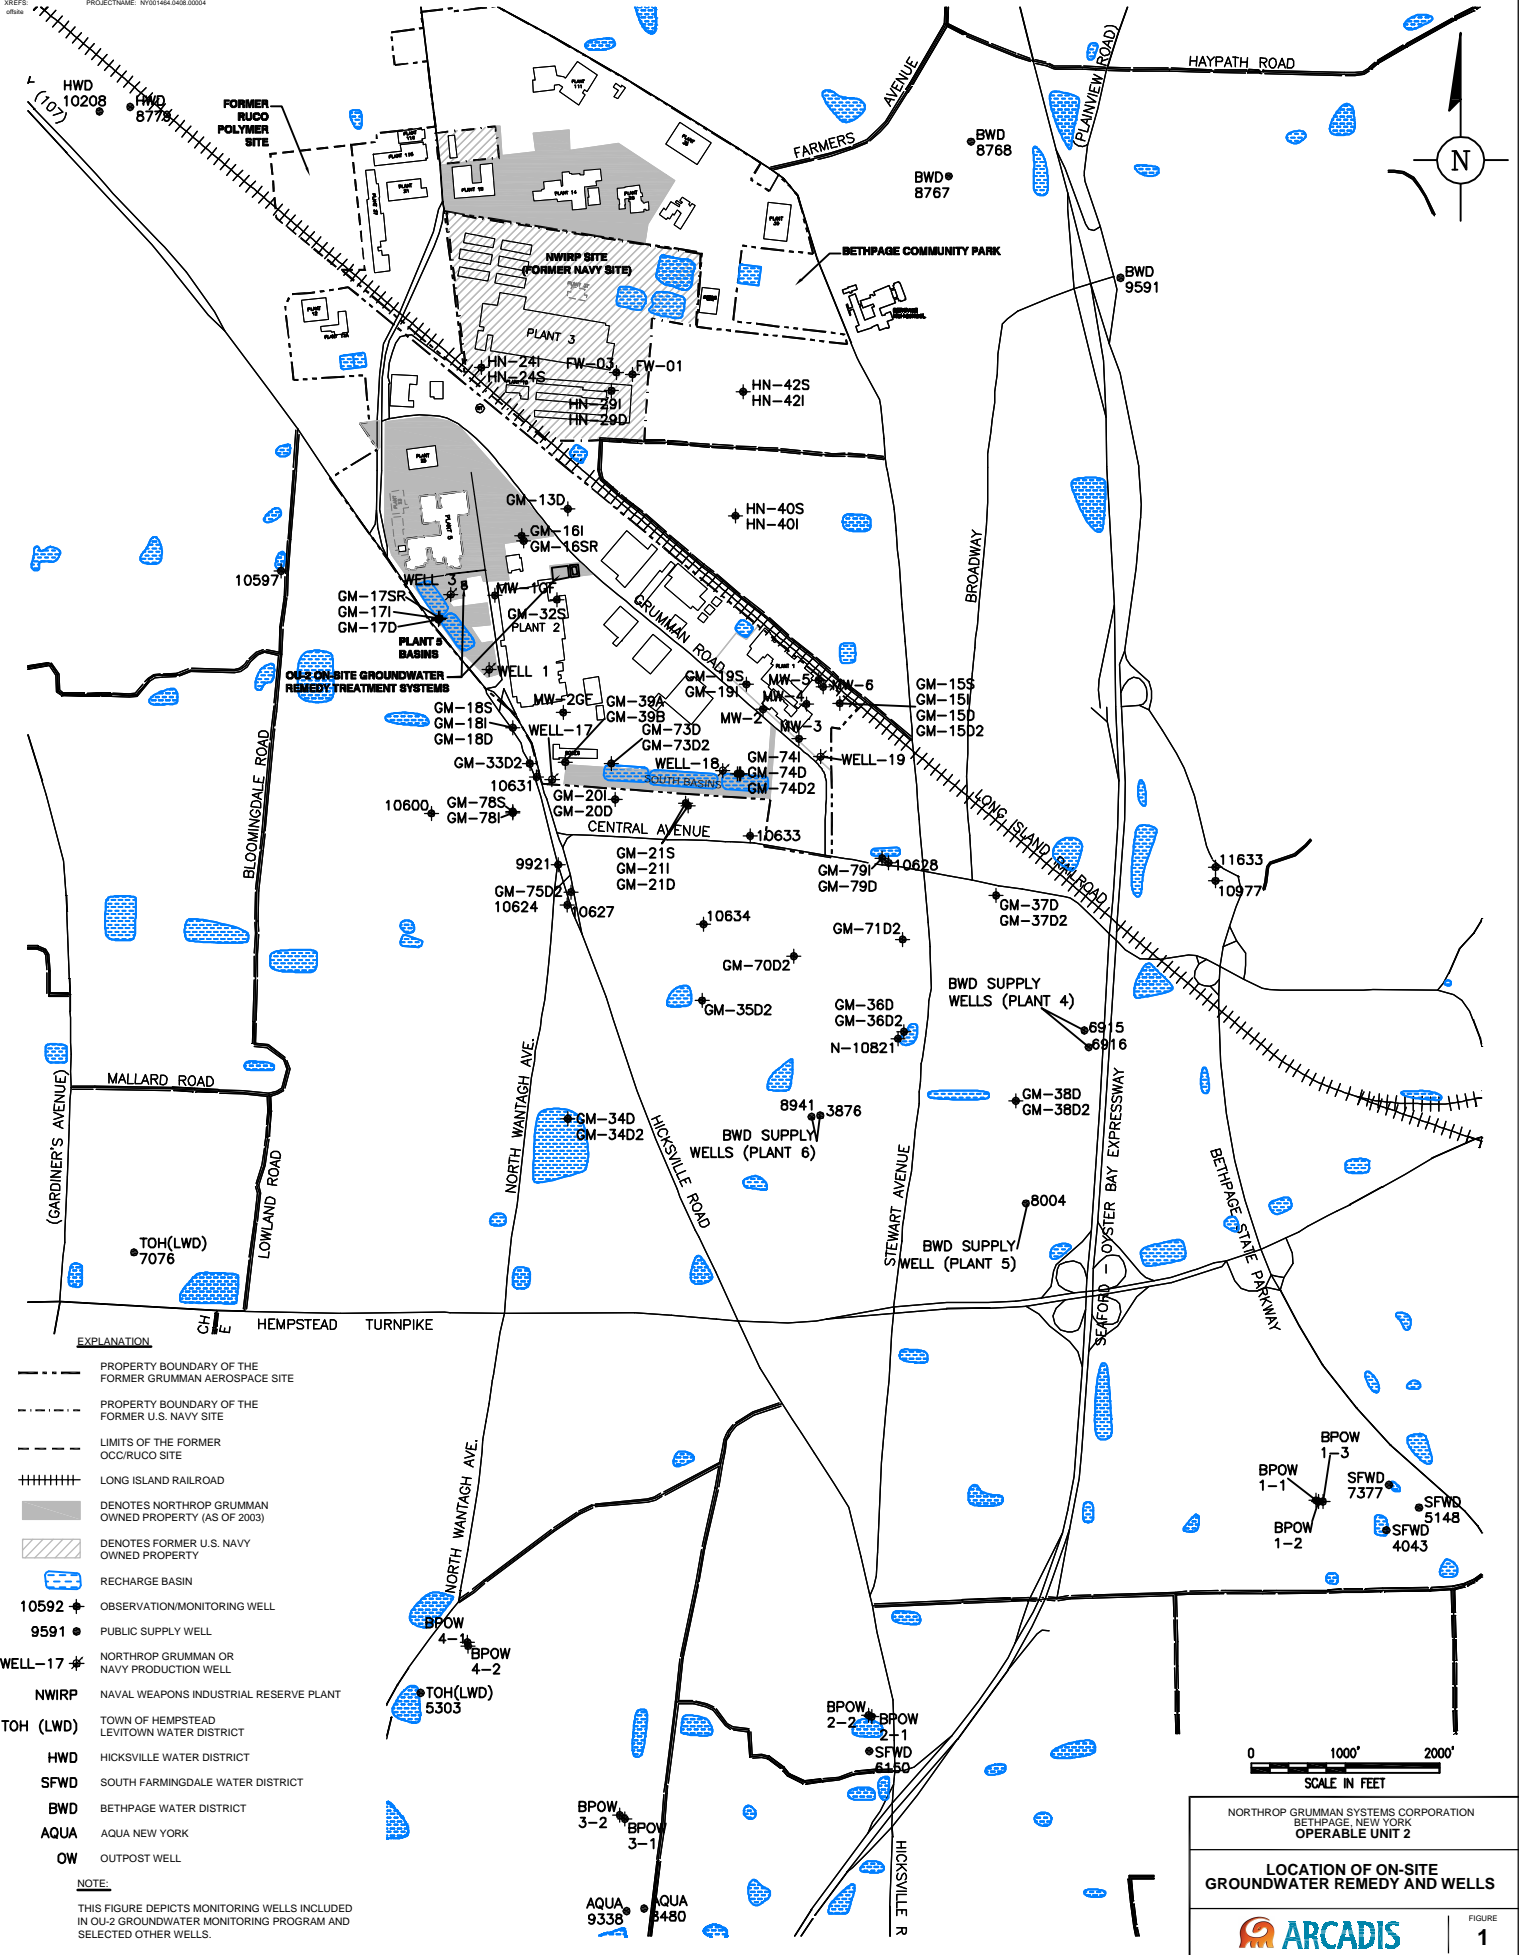 XREFS:
offsite
PROJECTNAME: NY001464.0408.00004
HWD
10208
HWD
8779
(107)
FORMER
RUCO
POLYMER
SITE
PLANT
111
FARMERS
AVENUE
HAYPATH ROAD
(PLAINVIEW ROAD)
N
BWD
8768
BWD
8767
BWD
9591
BETHPAGE COMMUNITY PARK
PLANT 14
NWIRP SITE
(FORMER NAVY SITE)
PLANT 3
HN-24I
HN-24S
FW-03
FW-01
HN-29I
HN-29D
HN-42S
HN-42I
HN-40S
HN-40I
GM-13D
GM-16I
GM-16SR
PLANT 5
10597
WELL 3
GM-17SR
GM-17I
GM-17D
PLANT 5
BASINS
MW-1GF
GM-32S
PLANT 2
GRUMMAN ROAD
BROADWAY
OU-2 ON-SITE GROUNDWATER
REMEDY TREATMENT SYSTEMS
WELL 1
PLANT 1
GM-19S
GM-19I
MW-5
MW-6
MW-4
MW-2
MW-3
GM-15S
GM-15I
GM-15D
GM-15D2
MW-2GF
GM-18S
GM-18I
GM-18D
WELL-17
GM-39A
GM-39B
GM-73D
GM-73D2
WELL-18
GM-74I
GM-74D
GM-74D2
WELL-19
SOUTH BASINS
GM-33D2
10631
10600
GM-78S
GM-78I
GM-20I
GM-20D
CENTRAL AVENUE
10633
LONG ISLAND RAILROAD
BLOOMINGDALE ROAD
9921
GM-21S
GM-21I
GM-21D
GM-79I
GM-79D
10628
11633
10977
GM-75D2
10624
10627
10634
GM-37D
GM-37D2
GM-71D2
GM-70D2
GM-35D2
BWD SUPPLY
WELLS (PLANT 4)
6915
6916
GM-36D
GM-36D2
N-10821
MALLARD ROAD
(GARDINER'S AVENUE)
LOWLAND ROAD
NORTH WANTAGH AVE.
GM-34D
GM-34D2
HICKSVILLE ROAD
8941
3876
BWD SUPPLY
WELLS (PLANT 6)
GM-38D
GM-38D2
STEWART AVENUE
SEAFORD - OYSTER BAY EXPRESSWAY
BETHPAGE STATE PARKWAY
8004
BWD SUPPLY
WELL (PLANT 5)
TOH(LWD)
7076
HEMPSTEAD TURNPIKE
NORTH WANTAGH AVE.
BPOW
1-3
BPOW
1-1
BPOW
1-2
SFWD
7377
SFWD
5148
SFWD
4043
BPOW
4-1
BPOW
4-2
TOH(LWD)
5303
BPOW
2-2
BPOW
2-1
SFWD
6150
BPOW
3-2
BPOW
3-1
AQUA
9338
AQUA
8480
HICKSVILLE R
EXPLANATION
PROPERTY BOUNDARY OF THE
FORMER GRUMMAN AEROSPACE SITE
PROPERTY BOUNDARY OF THE
FORMER U.S. NAVY SITE
LIMITS OF THE FORMER
OCC/RUCO SITE
LONG ISLAND RAILROAD
DENOTES NORTHROP GRUMMAN
OWNED PROPERTY (AS OF 2003)
DENOTES FORMER U.S. NAVY
OWNED PROPERTY
RECHARGE BASIN
10592 OBSERVATION/MONITORING WELL
9591 PUBLIC SUPPLY WELL
WELL-17 NORTHROP GRUMMAN OR
NAVY PRODUCTION WELL
NWIRP NAVAL WEAPONS INDUSTRIAL RESERVE PLANT
TOH (LWD) TOWN OF HEMPSTEAD
LEVITOWN WATER DISTRICT
HWD HICKSVILLE WATER DISTRICT
SFWD SOUTH FARMINGDALE WATER DISTRICT
BWD BETHPAGE WATER DISTRICT
AQUA AQUA NEW YORK
OW OUTPOST WELL
NOTE:
THIS FIGURE DEPICTS MONITORING WELLS INCLUDED
IN OU-2 GROUNDWATER MONITORING PROGRAM AND
SELECTED OTHER WELLS.
0 1000' 2000'
SCALE IN FEET
NORTHROP GRUMMAN SYSTEMS CORPORATION
BETHPAGE, NEW YORK
OPERABLE UNIT 2
LOCATION OF ON-SITE
GROUNDWATER REMEDY AND WELLS
ARCADIS
FIGURE
1